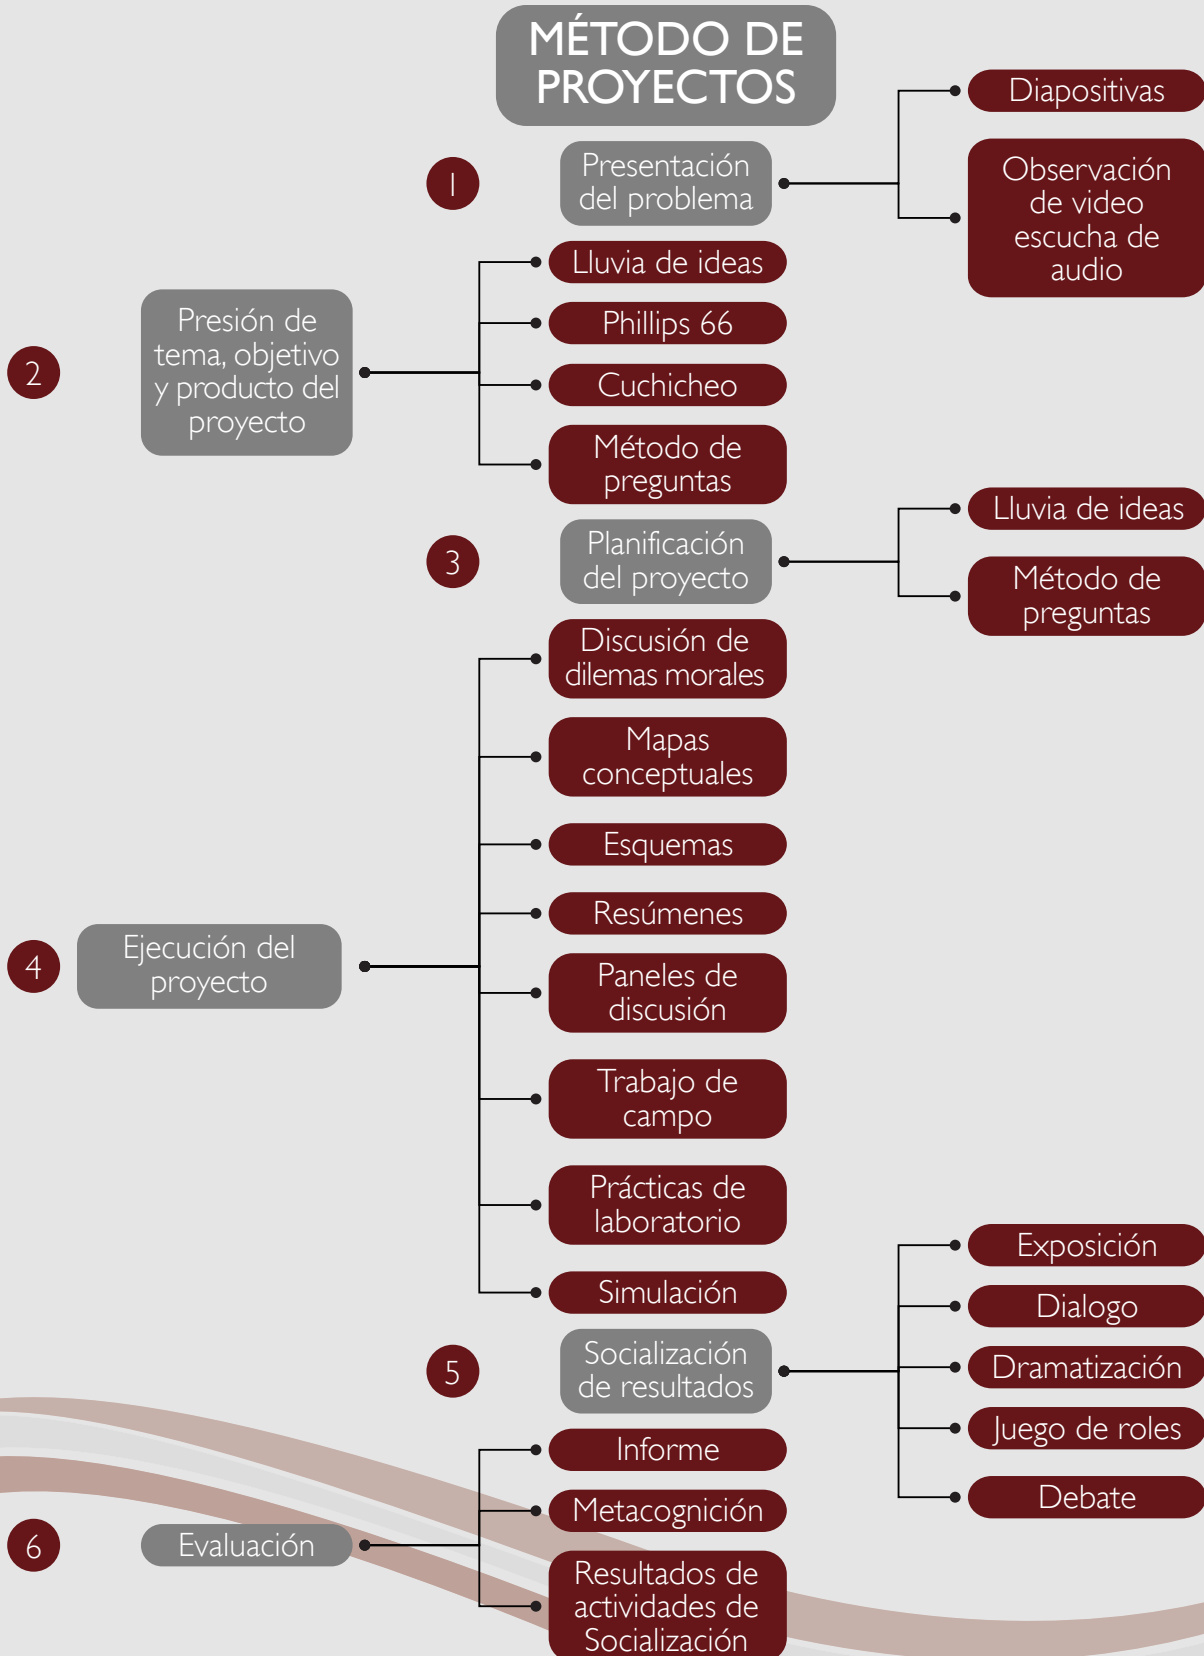 MÉTODO DE
PROYECTOS
1
Presentación
del problema
Diapositivas
Observación
de video
escucha de
audio
2
Presión de
tema, objetivo
y producto del
proyecto
Lluvia de ideas
Phillips 66
Cuchicheo
Método de
preguntas
3
Planificación
del proyecto
Lluvia de ideas
Método de
preguntas
4
Ejecución del
proyecto
Discusión de
dilemas morales
Mapas
conceptuales
Esquemas
Resúmenes
Paneles de
discusión
Trabajo de
campo
Prácticas de
laboratorio
Simulación
5
Socialización
de resultados
Exposición
Dialogo
Dramatización
Juego de roles
Debate
6
Evaluación
Informe
Metacognición
Resultados de
actividades de
Socialización